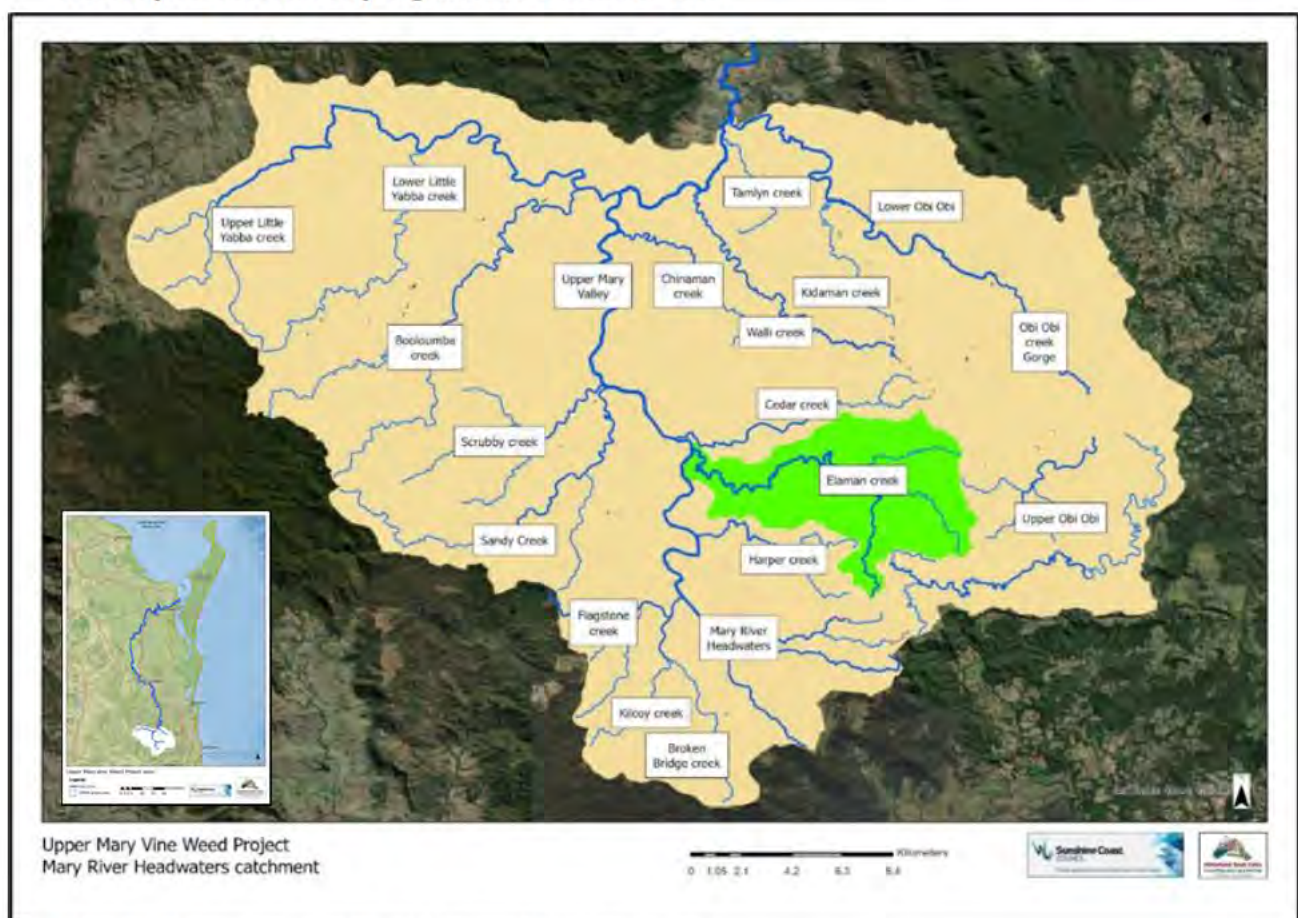 Tamlyn creek
Lower Little
Yabba creek
Lower Obi Obi
Upper Little
Yabba creek
Upper Mary
Valley
Chinaman
creek
Kidaman creek
Walli creek
Obi Obi
creek
Gorge
Booloumba
creek
Cedar creek
Scrubby creek
Elaman creek
Upper Obi Obi
Sandy Creek
Harper creek
Flagstone
creek
Mary River
Headwaters
Kilcoy creek
Broken
Bridge creek
Upper Mary Vine Weed Project
Mary River Headwaters catchment
Kilometers
0 1.05 2.1 4.2 6.3 8.4
Sunshine Coast
COUNCIL